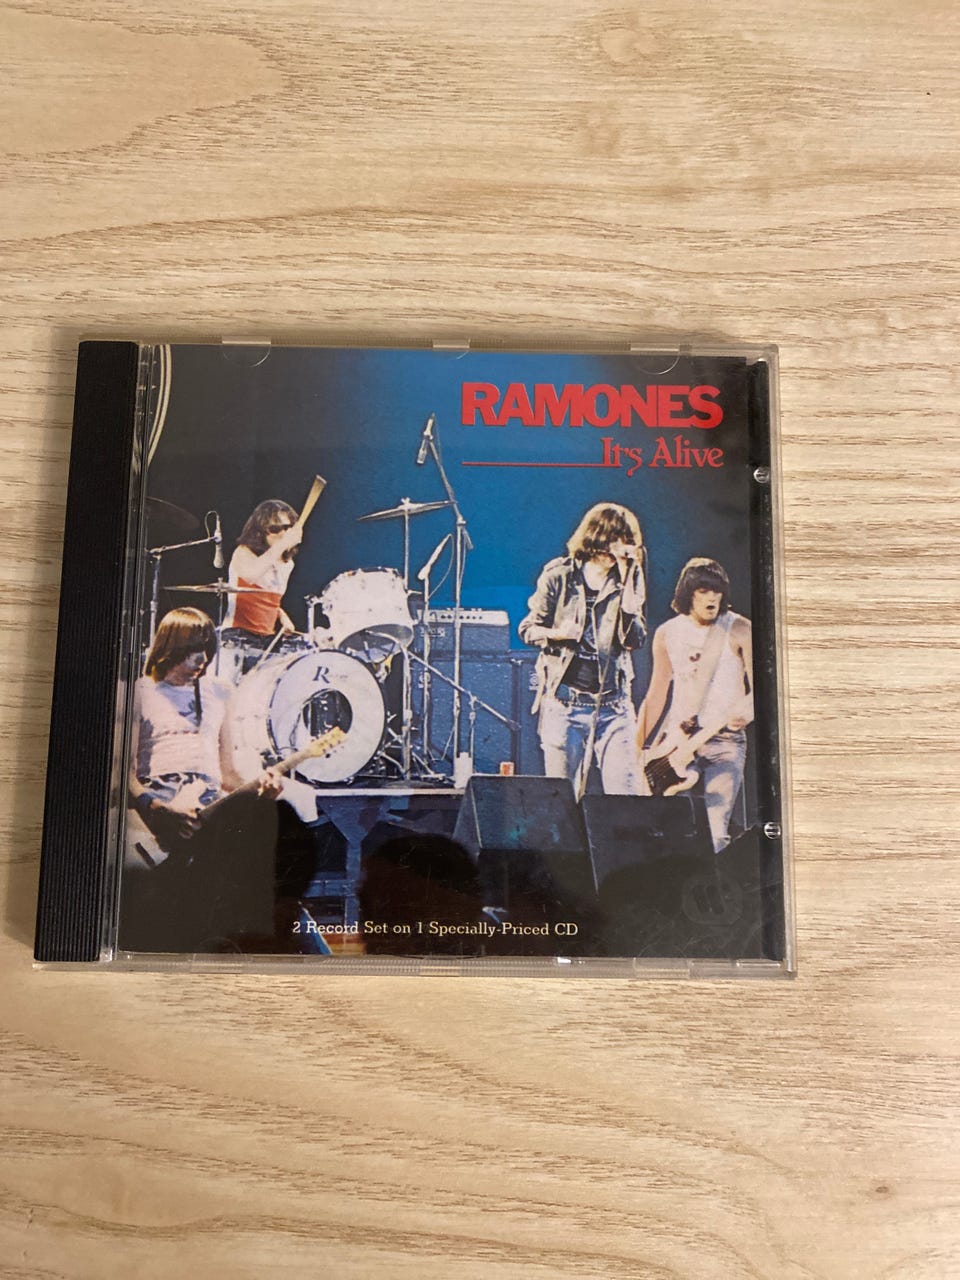 RAMONES
It's Alive
2 Record Set on 1 Specially-Priced CD